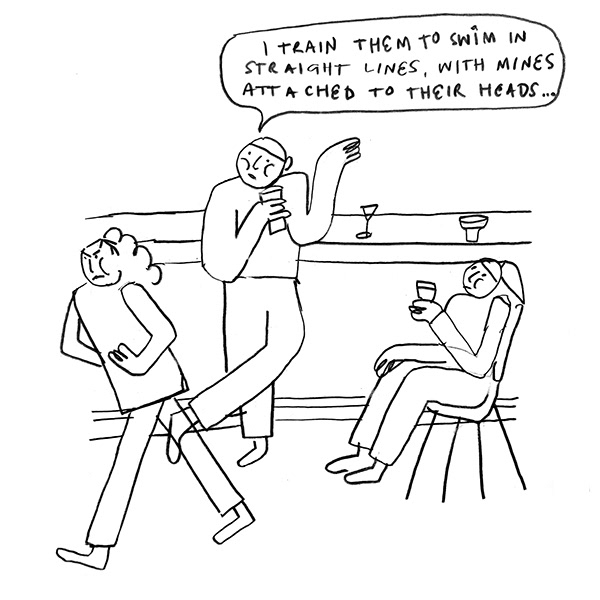 I TRAIN THEM TO SWIM IN
STRAIGHT LINES, WITH MINES
ATTACHED TO THEIR HEADS...